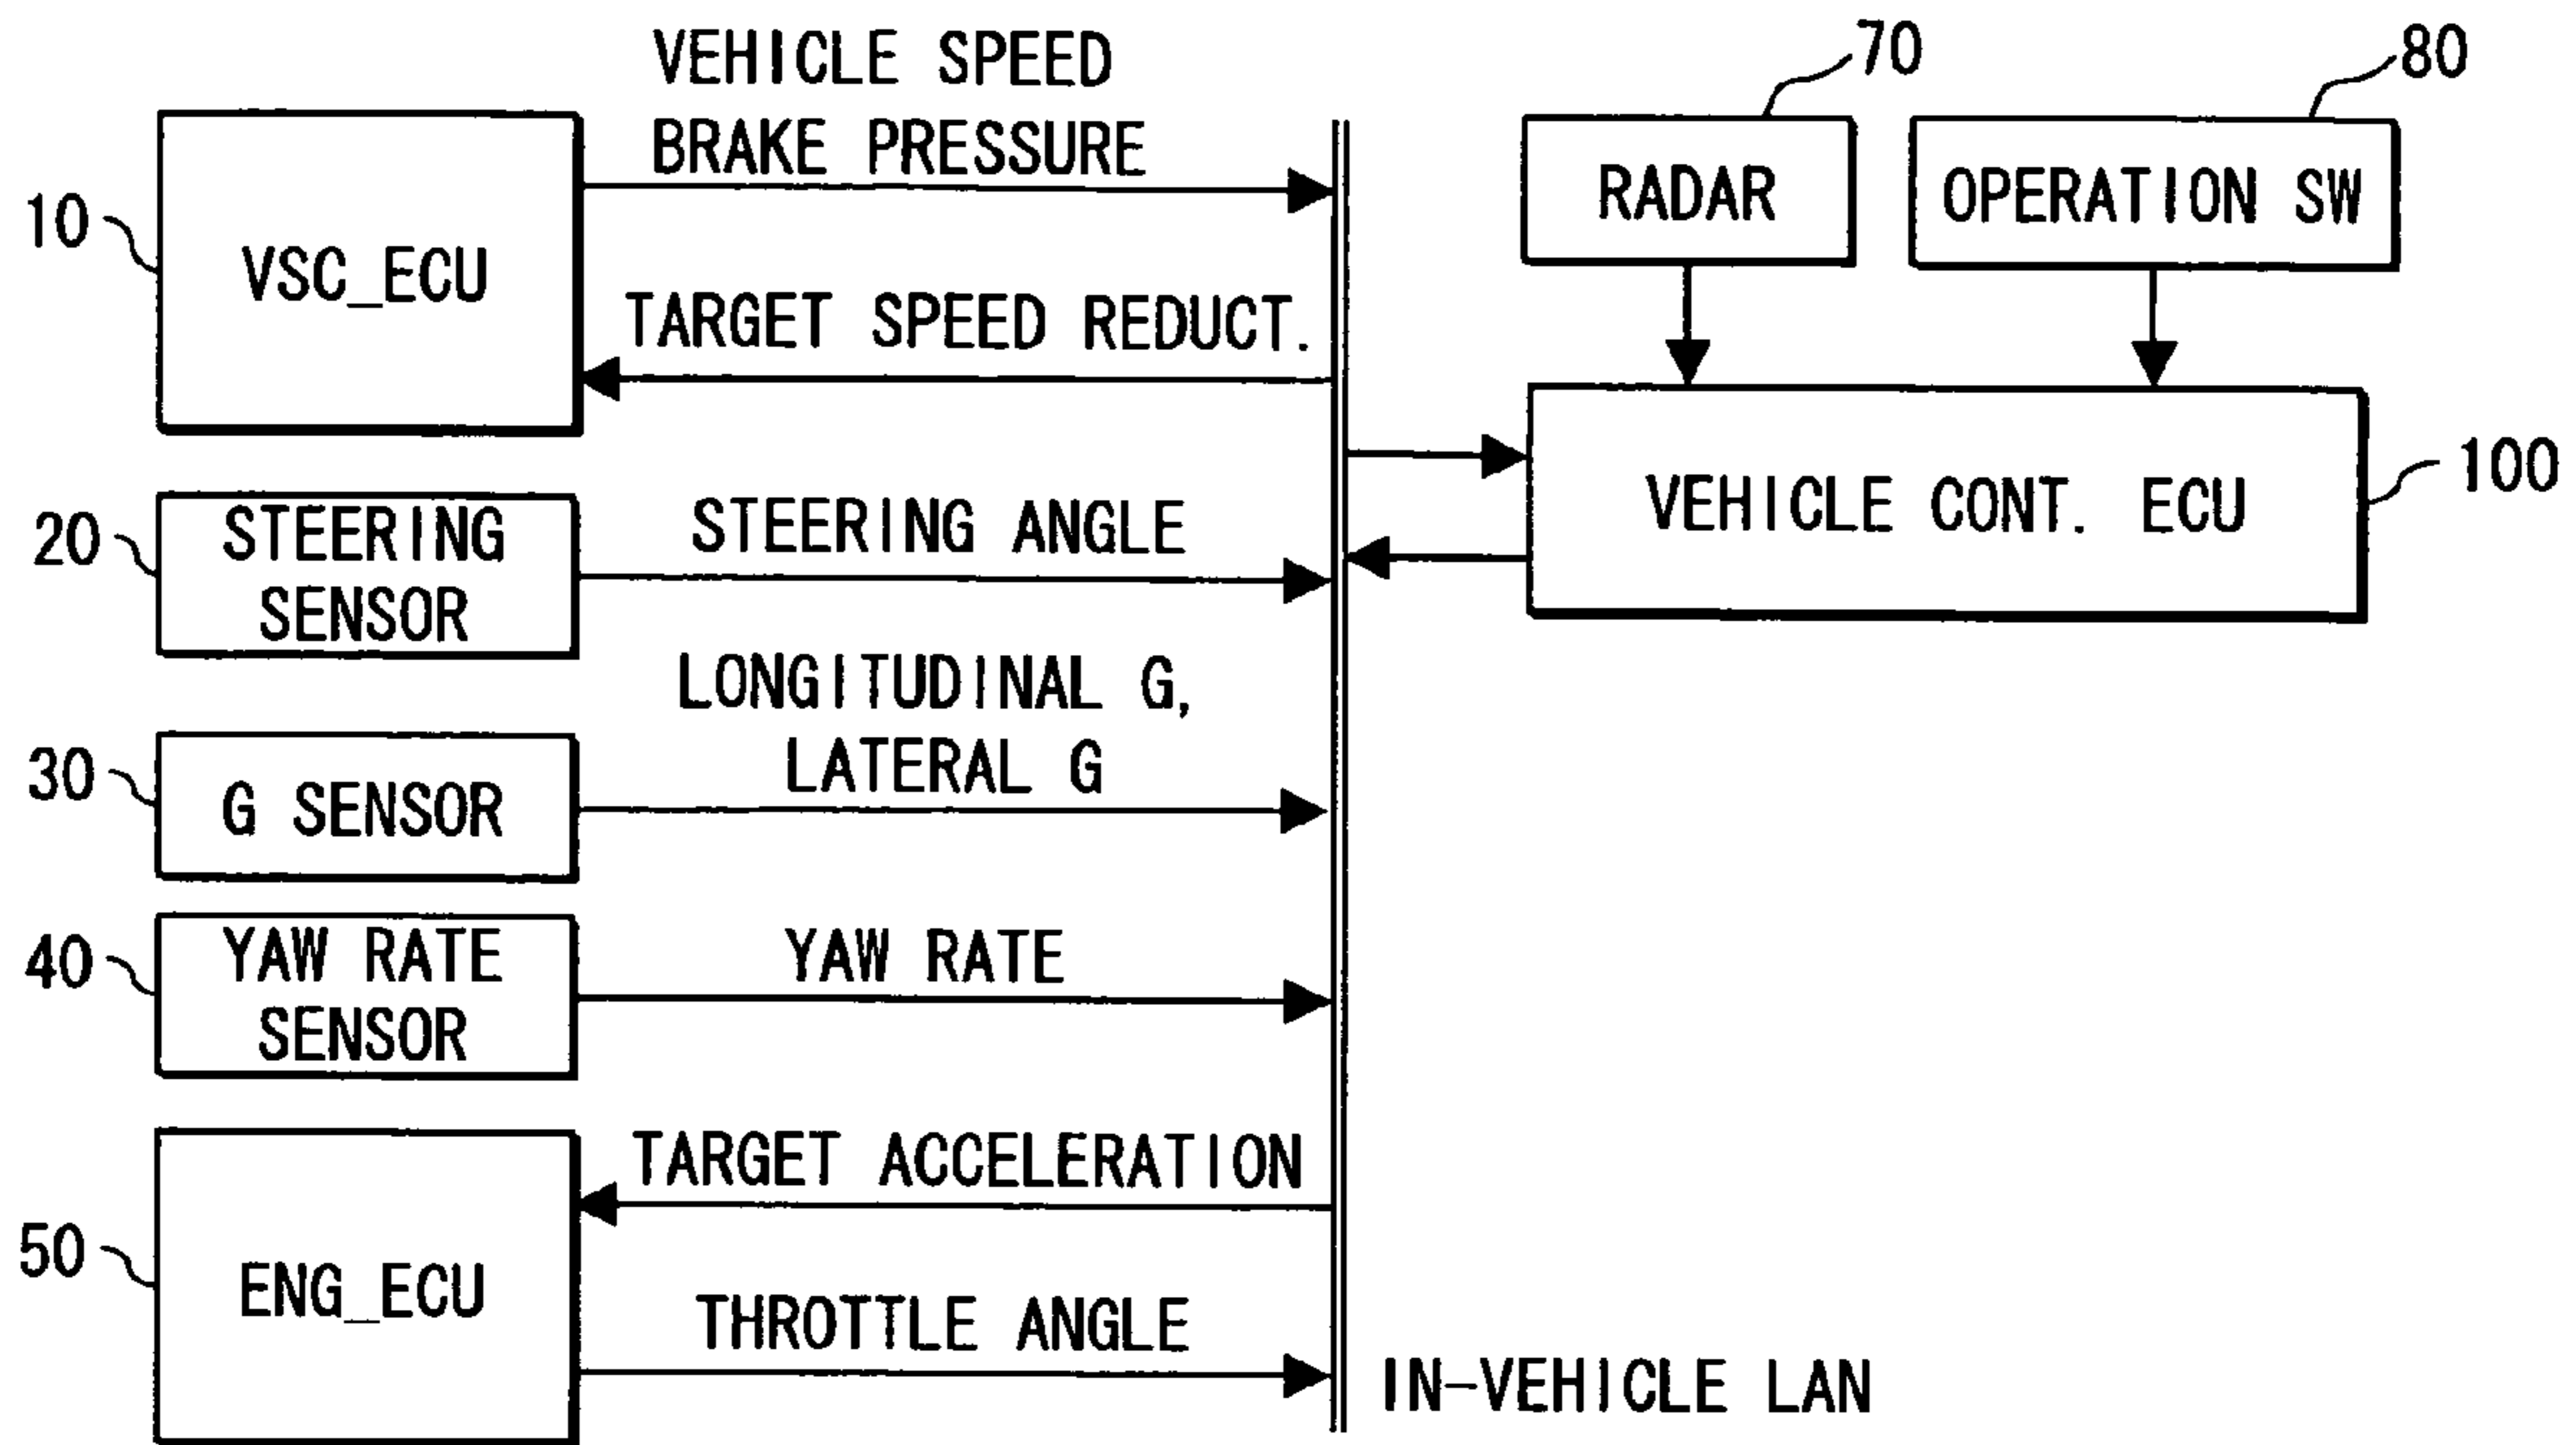 VEHICLE SPEED
BRAKE PRESSURE
70
80
10
VSC_ECU
RADAR
OPERATION SW
TARGET SPEED REDUCT.
20
STEERING
SENSOR
STEERING ANGLE
VEHICLE CONT. ECU
100
LONGITUDINAL G,
LATERAL G
30
G SENSOR
40
YAW RATE
SENSOR
YAW RATE
TARGET ACCELERATION
50
ENG_ECU
THROTTLE ANGLE
IN-VEHICLE LAN